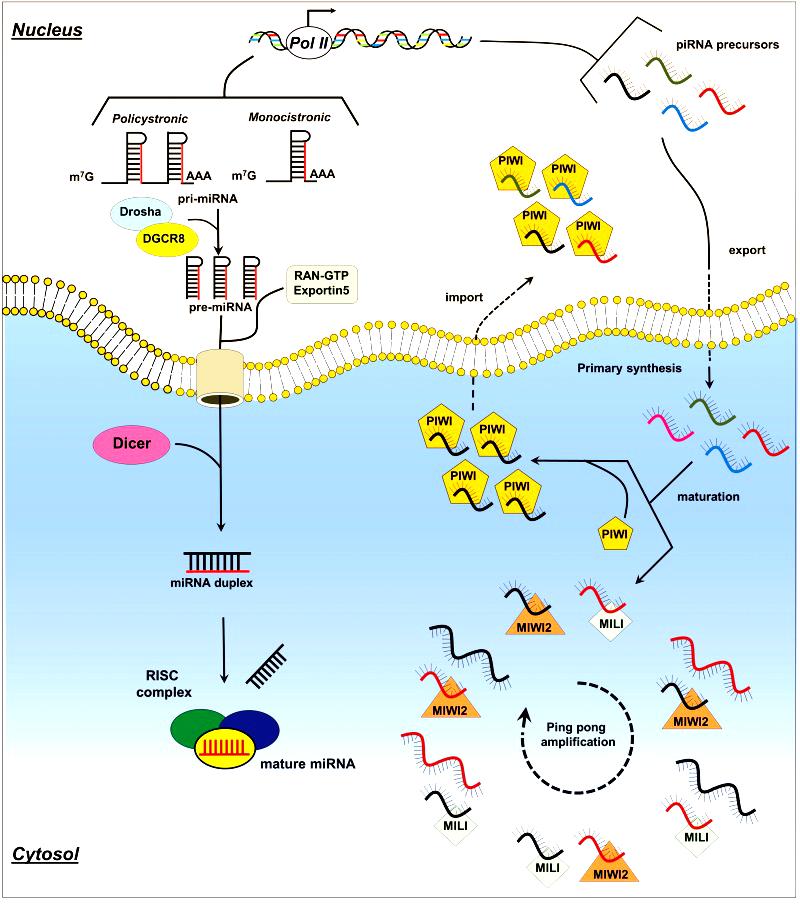 Nucleus
Pol II
piRNA precursors
Policystronic
Monocistronic
m⁷G
AAA
m⁷G
AAA
pri-miRNA
Drosha
DGCR8
pre-miRNA
RAN-GTP
Exportin5
PIWI
PIWI
PIWI
PIWI
export
import
Primary synthesis
Dicer
PIWI
PIWI
PIWI
PIWI
maturation
PIWI
miRNA duplex
MIWI2
MILI
RISC
complex
mature miRNA
MIWI2
MIWI2
Ping pong
amplification
MILI
MILI
MILI
MIWI2
Cytosol